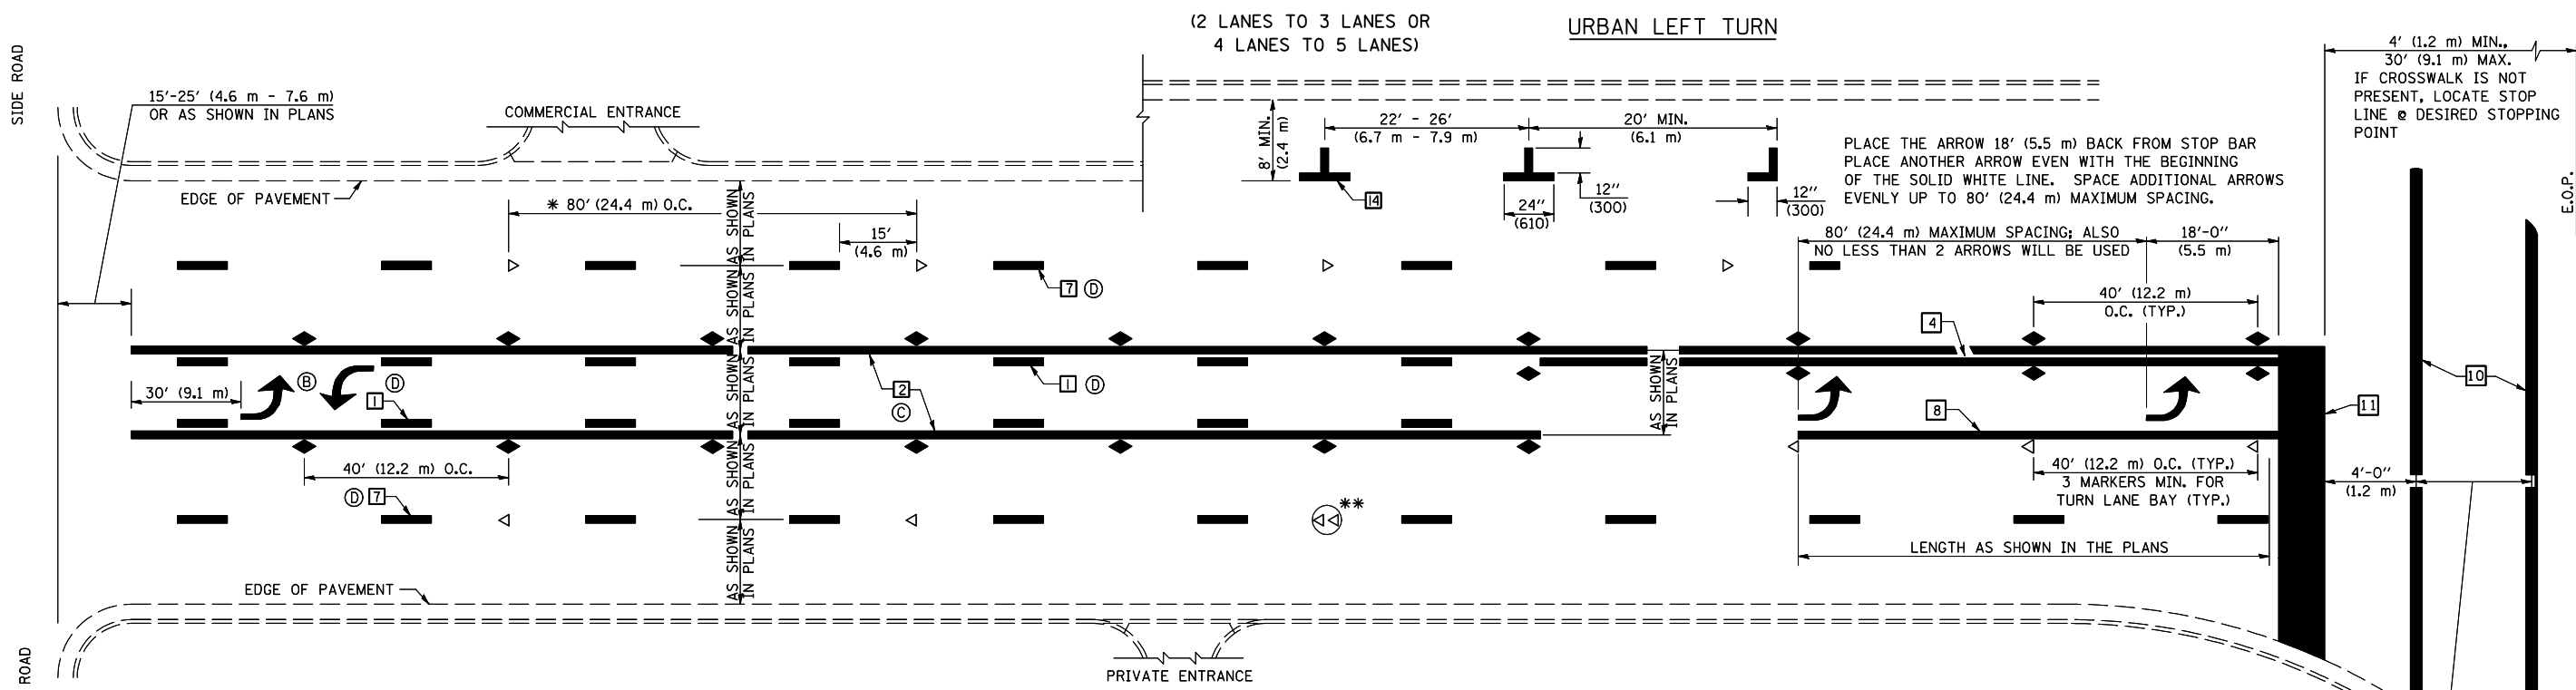 (2 LANES TO 3 LANES OR
4 LANES TO 5 LANES)
URBAN LEFT TURN
SIDE ROAD
15'-25' (4.6 m - 7.6 m)
OR AS SHOWN IN PLANS
COMMERCIAL ENTRANCE
EDGE OF PAVEMENT
* 80' (24.4 m) O.C.
15'
(4.6 m)
8' MIN.
(2.4 m)
22' - 26'
(6.7 m - 7.9 m)
20' MIN.
(6.1 m)
14
24"
(610)
12"
(300)
12"
(300)
4' (1.2 m) MIN.,
30' (9.1 m) MAX.
IF CROSSWALK IS NOT
PRESENT, LOCATE STOP
LINE @ DESIRED STOPPING
POINT
E.O.P.
PLACE THE ARROW 18' (5.5 m) BACK FROM STOP BAR
PLACE ANOTHER ARROW EVEN WITH THE BEGINNING
OF THE SOLID WHITE LINE. SPACE ADDITIONAL ARROWS
EVENLY UP TO 80' (24.4 m) MAXIMUM SPACING.
80' (24.4 m) MAXIMUM SPACING; ALSO
NO LESS THAN 2 ARROWS WILL BE USED
18'-0"
(5.5 m)
7 D
40' (12.2 m)
O.C. (TYP.)
4
AS SHOWN
IN PLANS
AS SHOWN
IN PLANS
AS SHOWN
IN PLANS
AS SHOWN
IN PLANS
AS SHOWN
IN PLANS
30' (9.1 m)
B
D
1
2
C
1 D
AS SHOWN
IN PLANS
8
11
10
40' (12.2 m) O.C.
D 7
**
40' (12.2 m) O.C. (TYP.)
3 MARKERS MIN. FOR
TURN LANE BAY (TYP.)
4'-0"
(1.2 m)
LENGTH AS SHOWN IN THE PLANS
EDGE OF PAVEMENT
ROAD
PRIVATE ENTRANCE